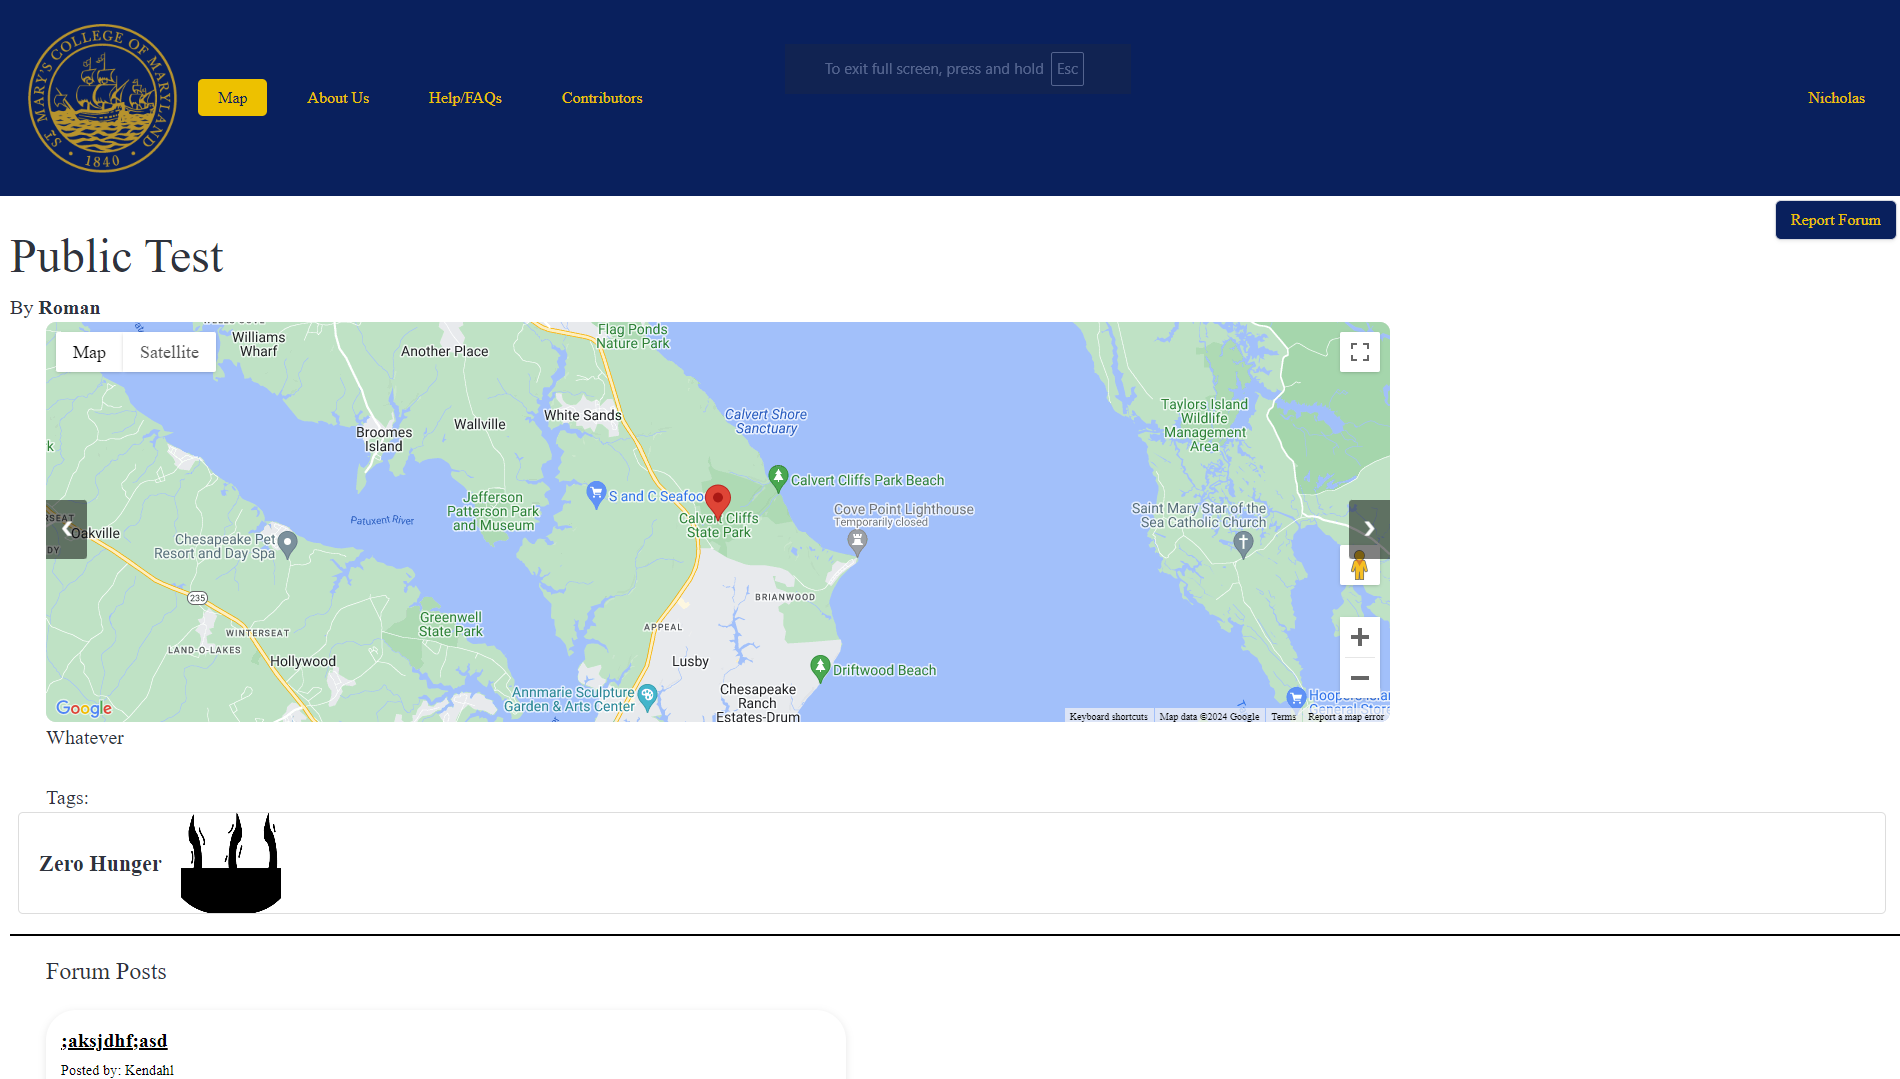 ST. MARY'S COLLEGE OF MARYLAND
· 1840 ·
Map
About Us
Help/FAQs
Contributors
To exit full screen, press and hold Esc
Nicholas
Report Forum
Public Test
By Roman
Map
Satellite
Williams
Wharf
Another Place
Flag Ponds
Nature Park
White Sands
Wallville
Broomes
Island
Calvert Shore
Sanctuary
Taylors Island
Wildlife
Management
Area
k
Calvert Cliffs Park Beach
S and C Seafoo
Jefferson
Patterson Park
and Museum
Patuxent River
Calvert Cliffs
State Park
Cove Point Lighthouse
Temporarily closed
Saint Mary Star of the
Sea Catholic Church
SEAT
DY
Oakville
Chesapeake Pet
Resort and Day Spa
‹
›
235
BRIANWOOD
Greenwell
State Park
WINTERSEAT
APPEAL
LAND-O-LAKES
Hollywood
Lusby
Driftwood Beach
Annmarie Sculpture
Garden & Arts Center
Chesapeake
Ranch
Estates-Drum
+
−
Google
Keyboard shortcuts
Map data ©2024 Google
Terms
Report a map error
Whatever
Tags:
Zero Hunger
Forum Posts
;aksjdhf;asd
Posted by: Kendahl